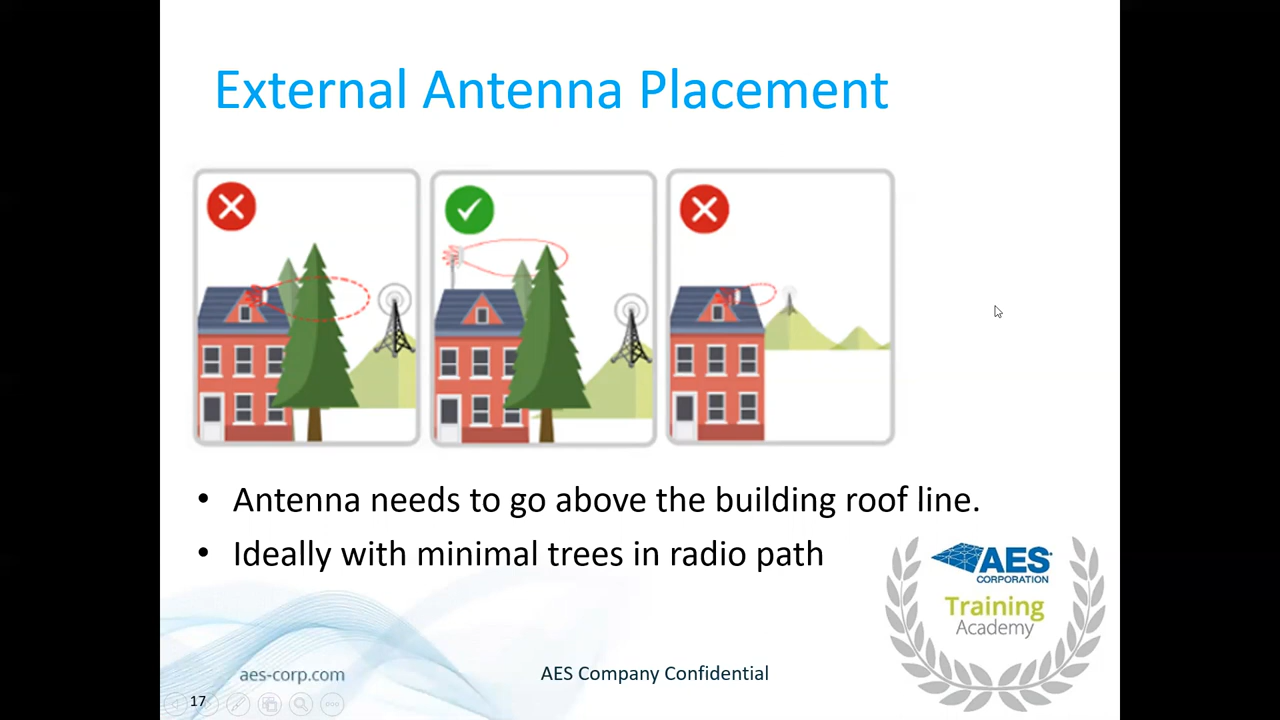 External Antenna Placement
• Antenna needs to go above the building roof line.
• Ideally with minimal trees in radio path
AES
CORPORATION
Training
Academy
aes-corp.com
AES Company Confidential
17